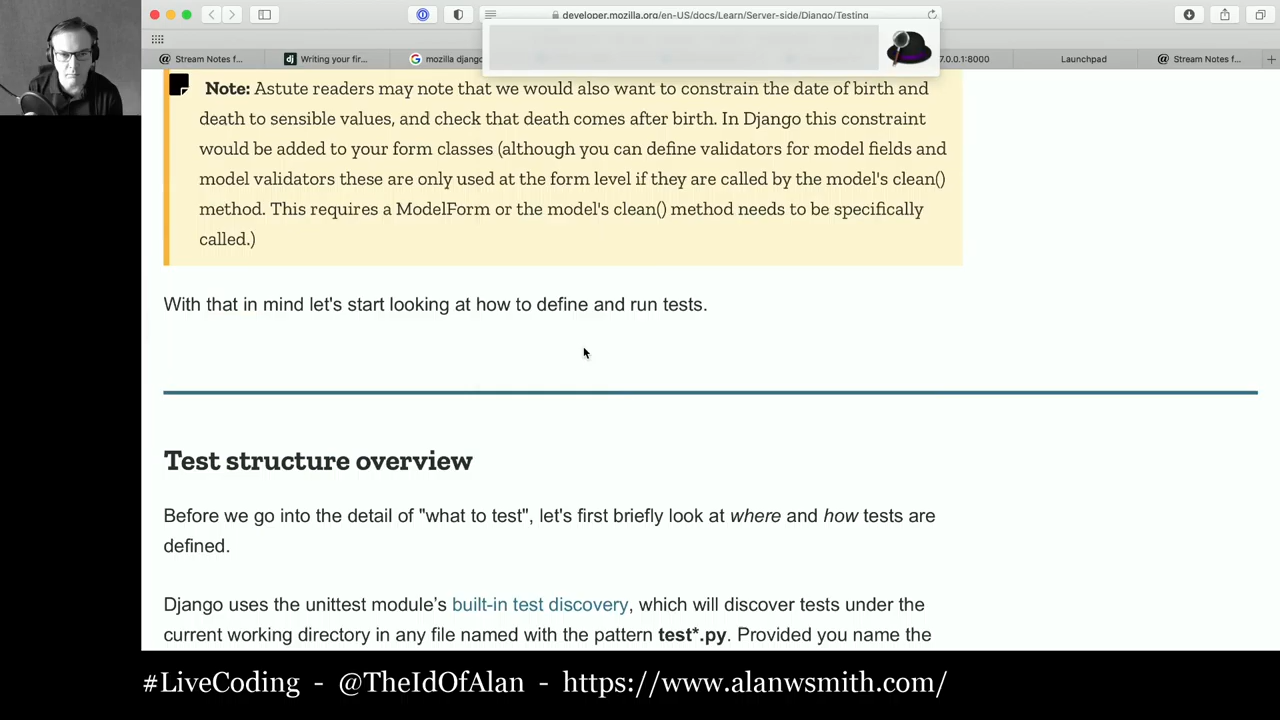 developer.mozilla.org/en-US/docs/Learn/Server-side/Django/Testing
Stream Notes f...
Writing your fir...
mozilla djang
7.0.0.1:8000
Launchpad
Stream Notes f...
Note: Astute readers may note that we would also want to constrain the date of birth and
death to sensible values, and check that death comes after birth. In Django this constraint
would be added to your form classes (although you can define validators for model fields and
model validators these are only used at the form level if they are called by the model's clean()
method. This requires a ModelForm or the model's clean() method needs to be specifically
called.)
With that in mind let's start looking at how to define and run tests.
Test structure overview
Before we go into the detail of "what to test", let's first briefly look at where and how tests are
defined.
Django uses the unittest module’s built-in test discovery, which will discover tests under the
current working directory in any file named with the pattern test*.py. Provided you name the
#LiveCoding - @TheIdOfAlan - https://www.alanwsmith.com/